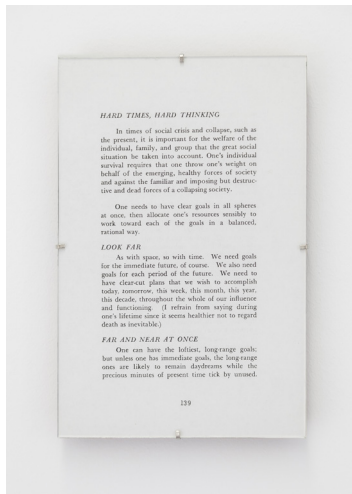 HARD TIMES, HARD THINKING
In times of social crisis and collapse, such as
the present, it is important for the welfare of the
individual, family, and group that the great social
situation be taken into account. One's individual
survival requires that one throw one's weight on
behalf of the emerging, healthy forces of society
and against the familiar and imposing but destruc-
tive and dead forces of a collapsing society.
One needs to have clear goals in all spheres
at once, then allocate one's resources sensibly to
work toward each of the goals in a balanced,
rational way.
LOOK FAR
As with space, so with time. We need goals
for the immediate future, of course. We also need
goals for each period of the future. We need to
have clear-cut plans that we wish to accomplish
today, tomorrow, this week, this month, this year,
this decade, throughout the whole of our influence
and functioning. (I refrain from saying during
one's lifetime since it seems healthier not to regard
death as inevitable.)
FAR AND NEAR AT ONCE
One can have the loftiest, long-range goals;
but unless one has immediate goals, the long-range
ones are likely to remain daydreams while the
precious minutes of present time tick by unused.
139